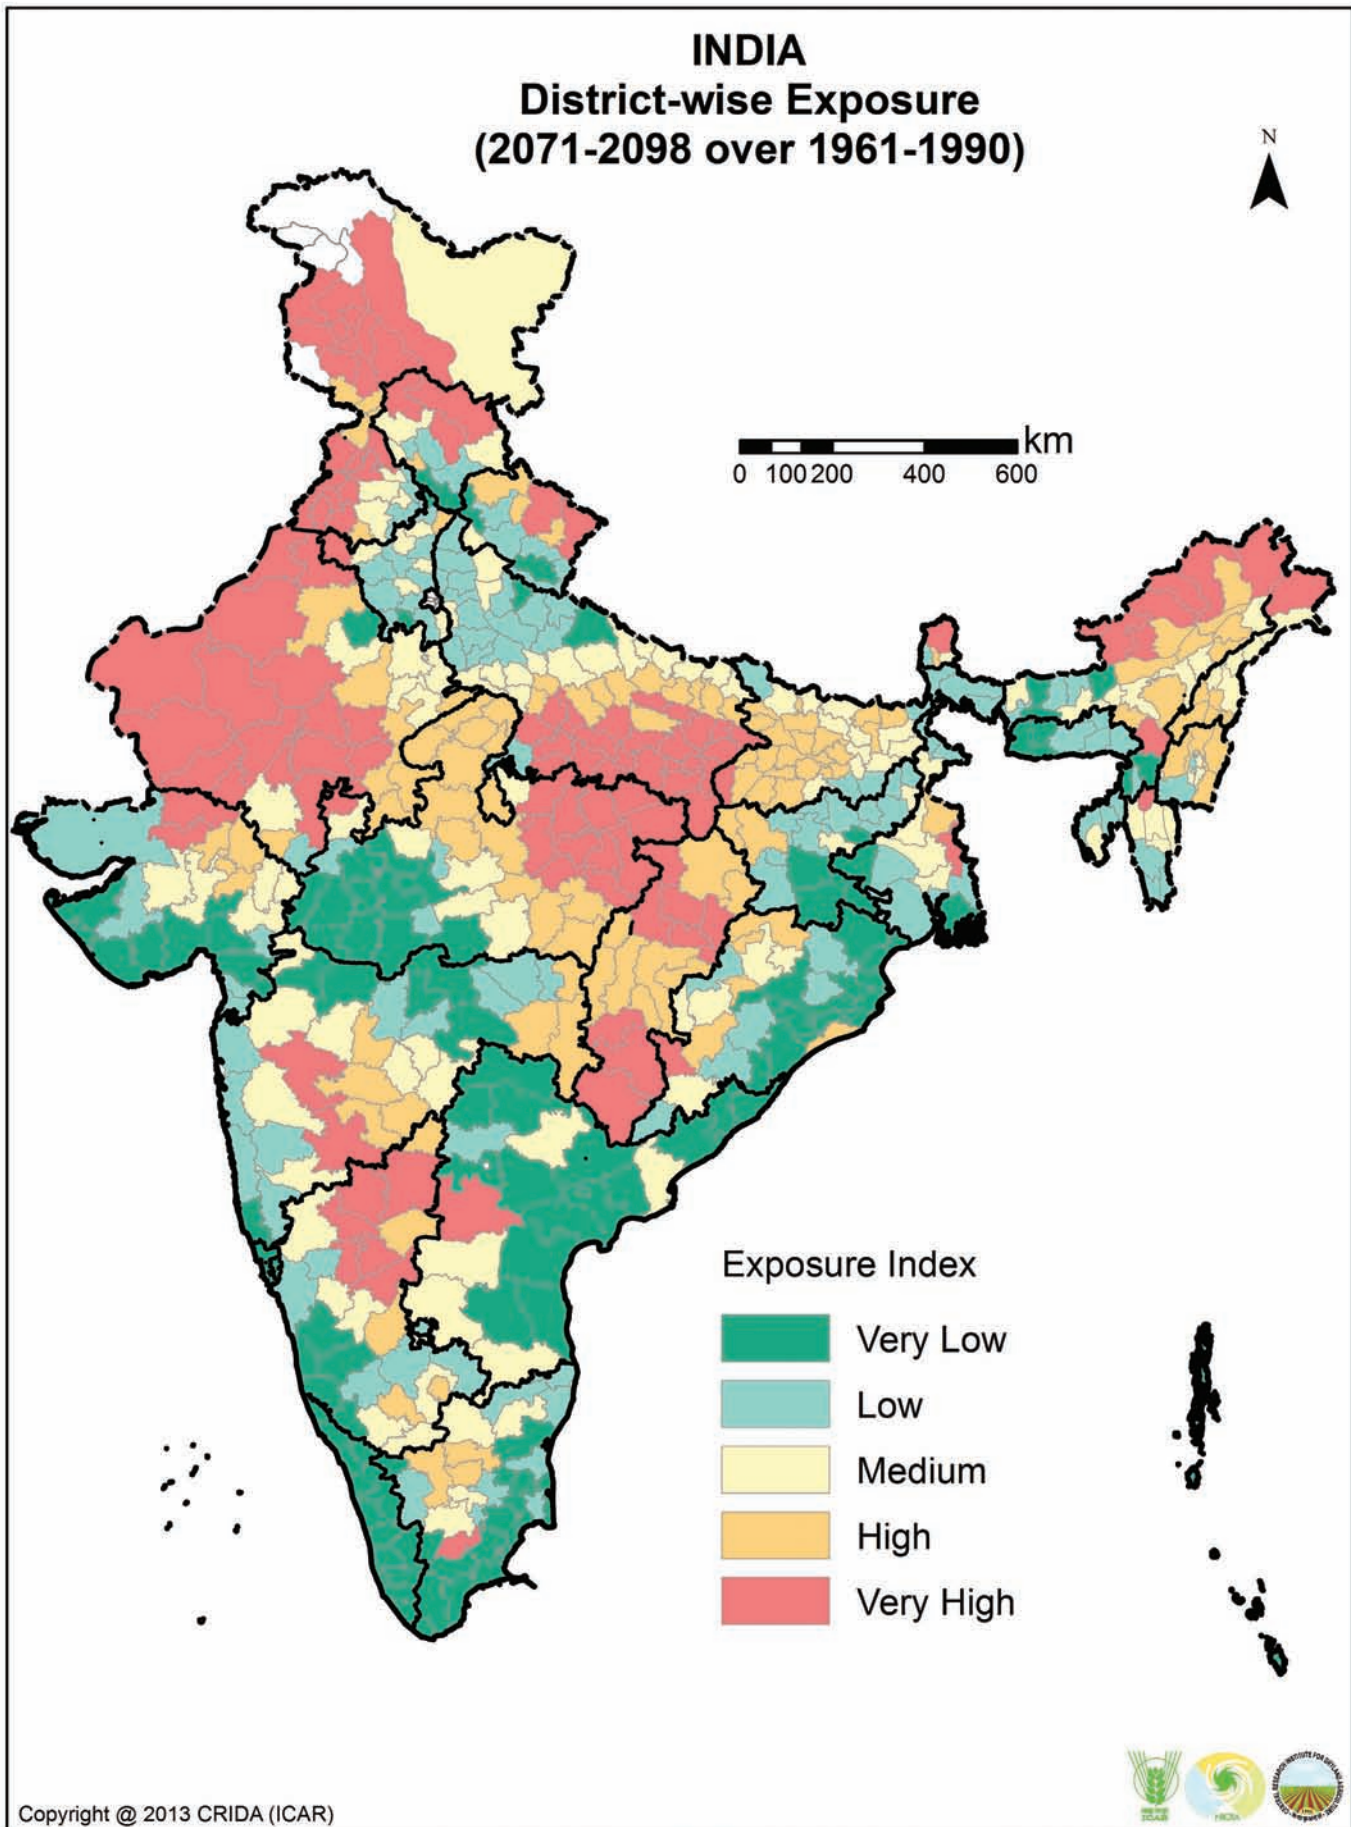 INDIA
District-wise Exposure
(2071-2098 over 1961-1990)
N
km
0 100 200 400 600
Exposure Index
Very Low
Low
Medium
High
Very High
Copyright @ 2013 CRIDA (ICAR)